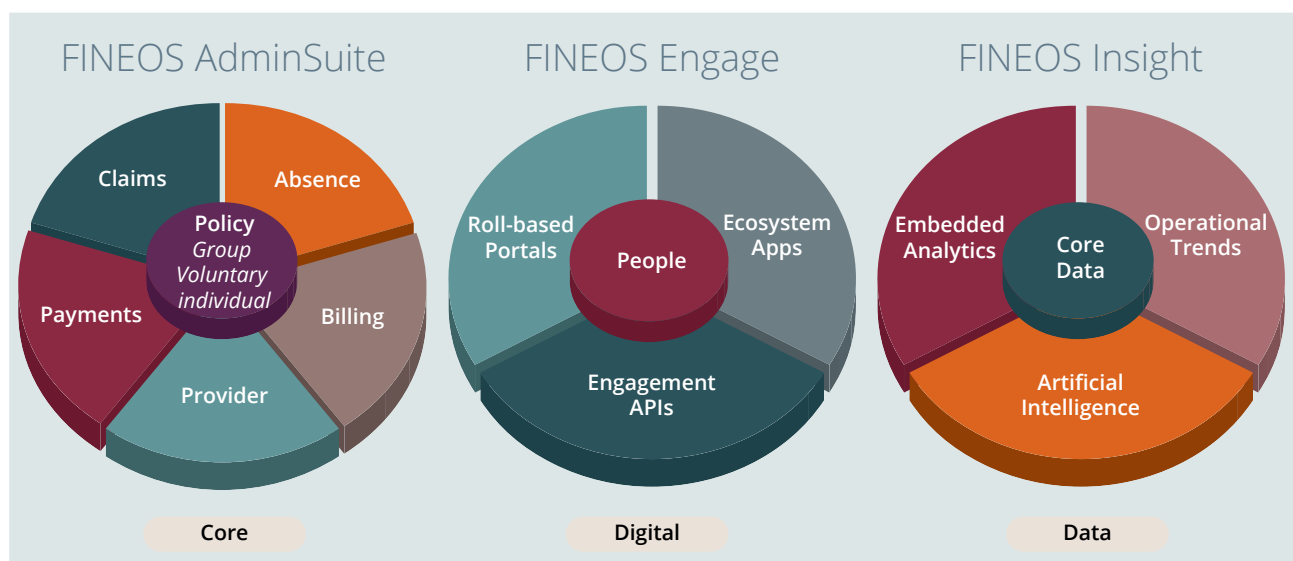 FINEOS AdminSuite
Claims
Absence
Policy
Group
Voluntary
individual
Payments
Billing
Provider
Core
FINEOS Engage
Roll-based
Portals
Ecosystem
Apps
People
Engagement
APIs
Digital
FINEOS Insight
Embedded
Analytics
Operational
Trends
Core
Data
Artificial
Intelligence
Data